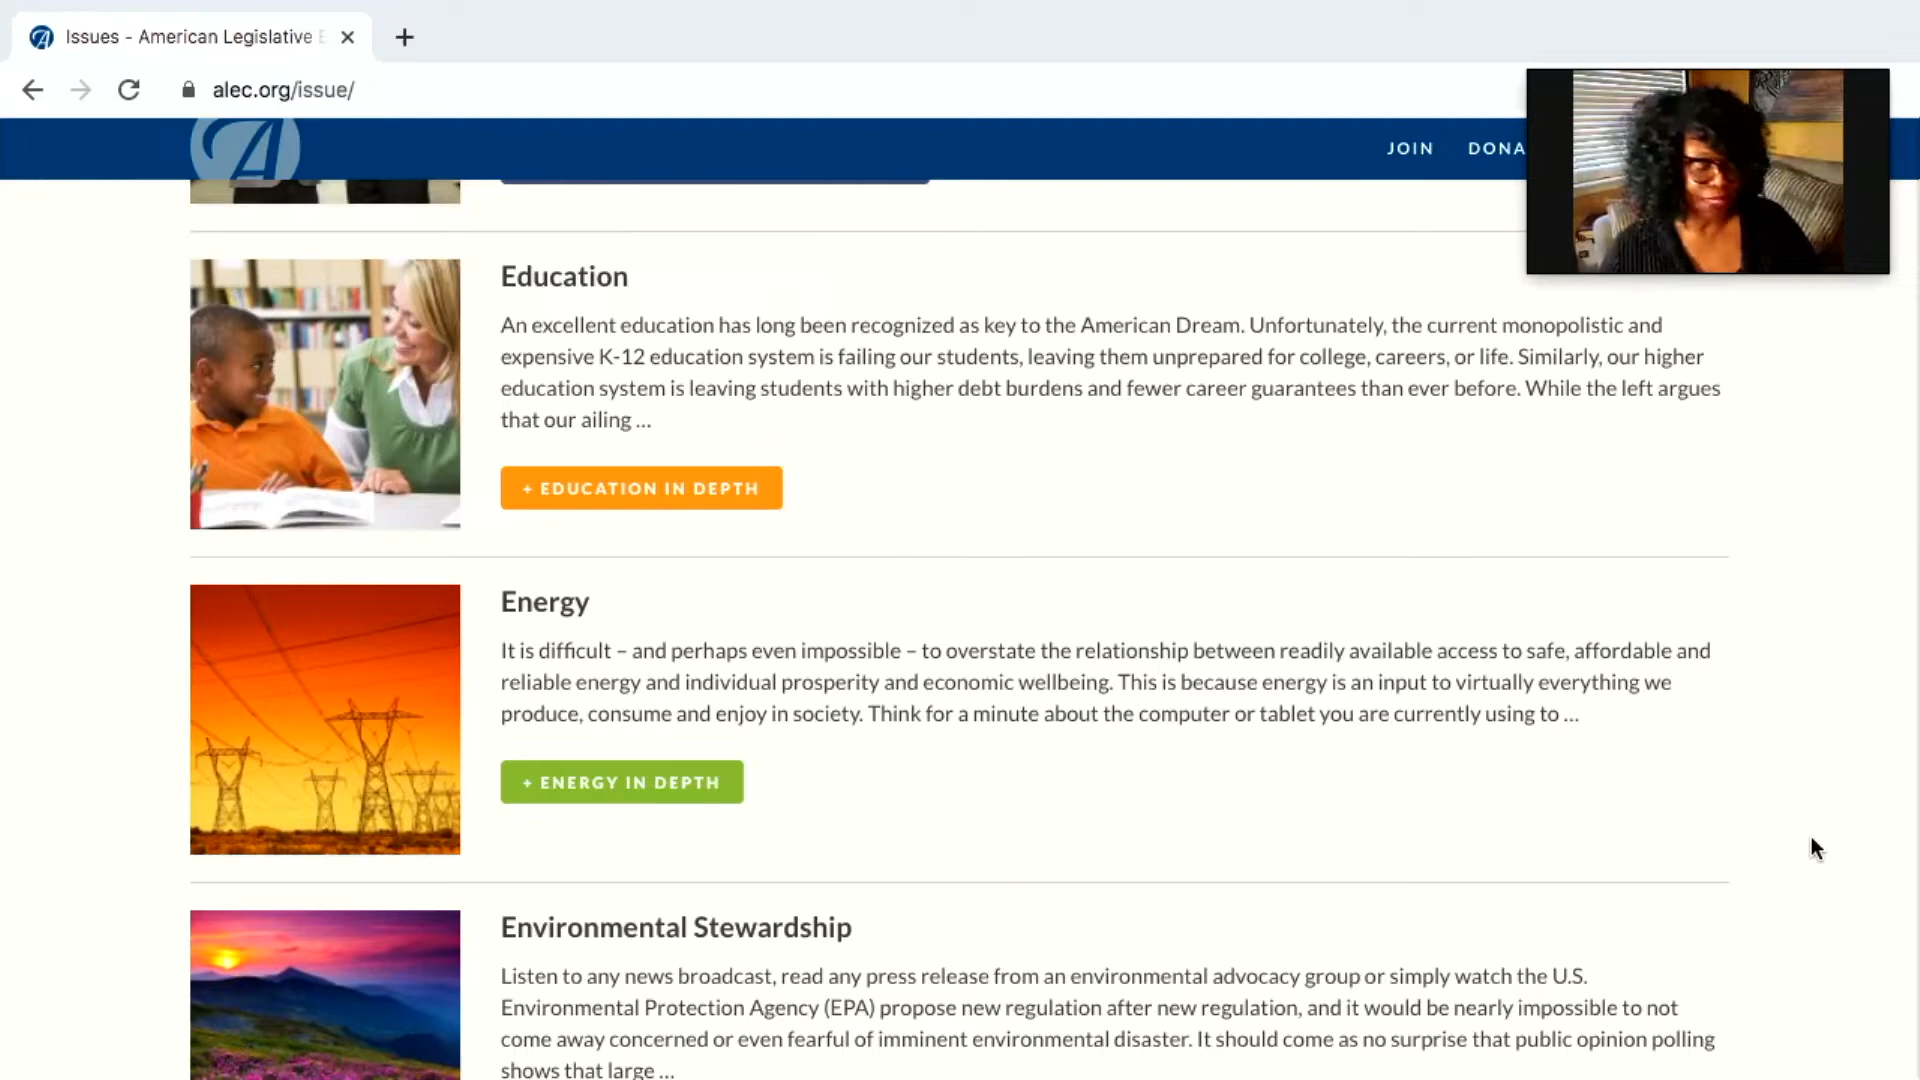 Issues - American Legislative E
alec.org/issue/
JOIN DONA
Education
An excellent education has long been recognized as key to the American Dream. Unfortunately, the current monopolistic and
expensive K-12 education system is failing our students, leaving them unprepared for college, careers, or life. Similarly, our higher
education system is leaving students with higher debt burdens and fewer career guarantees than ever before. While the left argues
that our ailing ...
+ EDUCATION IN DEPTH
Energy
It is difficult – and perhaps even impossible – to overstate the relationship between readily available access to safe, affordable and
reliable energy and individual prosperity and economic wellbeing. This is because energy is an input to virtually everything we
produce, consume and enjoy in society. Think for a minute about the computer or tablet you are currently using to ...
+ ENERGY IN DEPTH
Environmental Stewardship
Listen to any news broadcast, read any press release from an environmental advocacy group or simply watch the U.S.
Environmental Protection Agency (EPA) propose new regulation after new regulation, and it would be nearly impossible to not
come away concerned or even fearful of imminent environmental disaster. It should come as no surprise that public opinion polling
shows that large ...